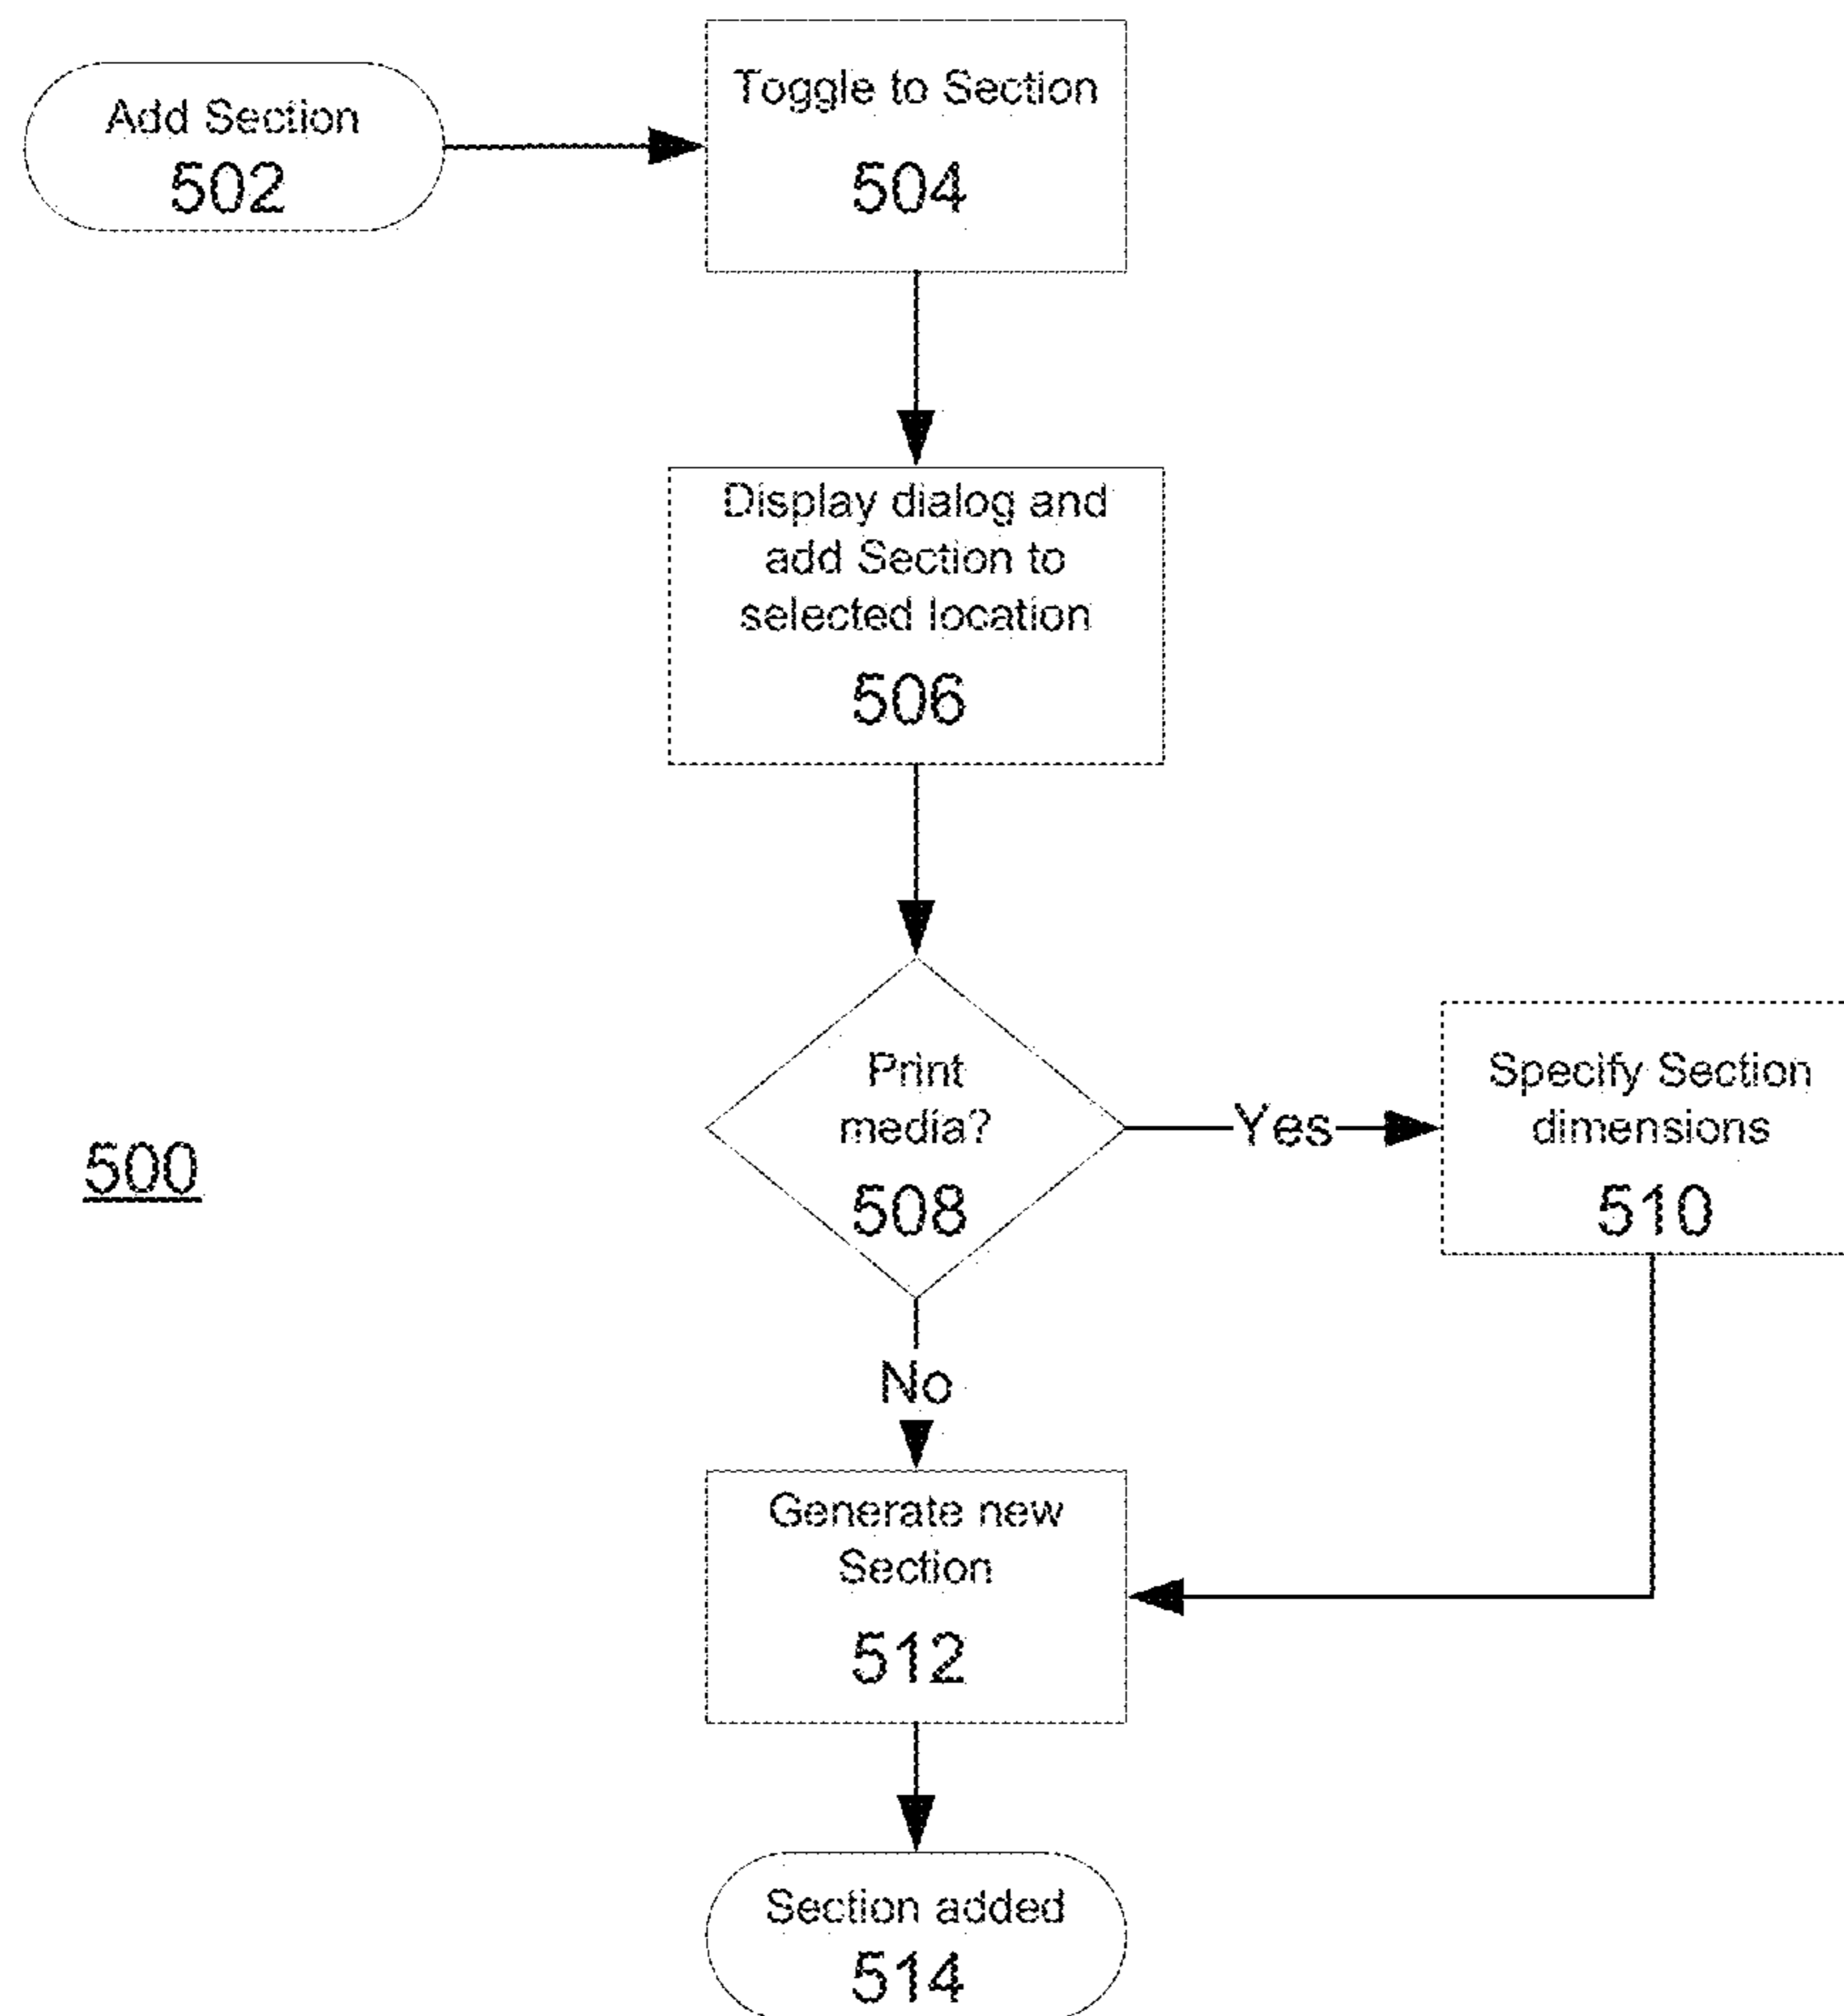 Add Section
502
Toggle to Section
504
Display dialog and
add Section to
selected location
506
Print
media?
508
Yes
Specify Section
dimensions
510
500
No
Generate new
Section
512
Section added
514